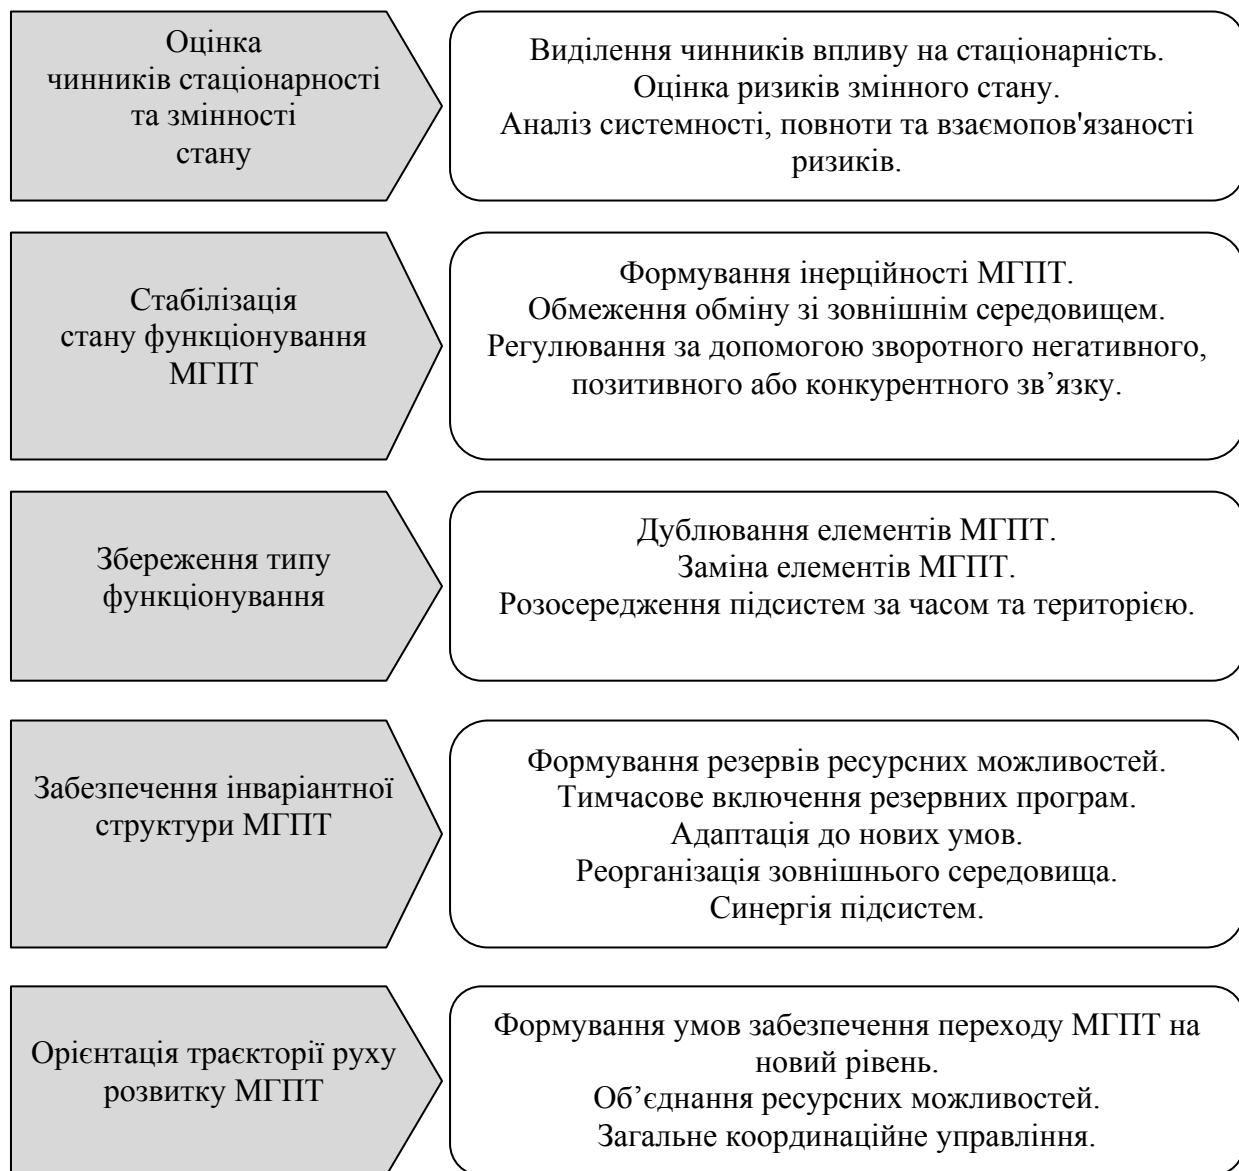 Оцінка
чинників стаціонарності
та змінності
стану
Виділення чинників впливу на стаціонарність.
Оцінка ризиків змінного стану.
Аналіз системності, повноти та взаємопов'язаності
ризиків.
Стабілізація
стану функціонування
МГПТ
Формування інерційності МГПТ.
Обмеження обміну зі зовнішнім середовищем.
Регулювання за допомогою зворотного негативного,
позитивного або конкурентного зв’язку.
Збереження типу
функціонування
Дублювання елементів МГПТ.
Заміна елементів МГПТ.
Розосередження підсистем за часом та територією.
Забезпечення інваріантної
структури МГПТ
Формування резервів ресурсних можливостей.
Тимчасове включення резервних програм.
Адаптація до нових умов.
Реорганізація зовнішнього середовища.
Синергія підсистем.
Орієнтація траєкторії руху
розвитку МГПТ
Формування умов забезпечення переходу МГПТ на
новий рівень.
Об’єднання ресурсних можливостей.
Загальне координаційне управління.